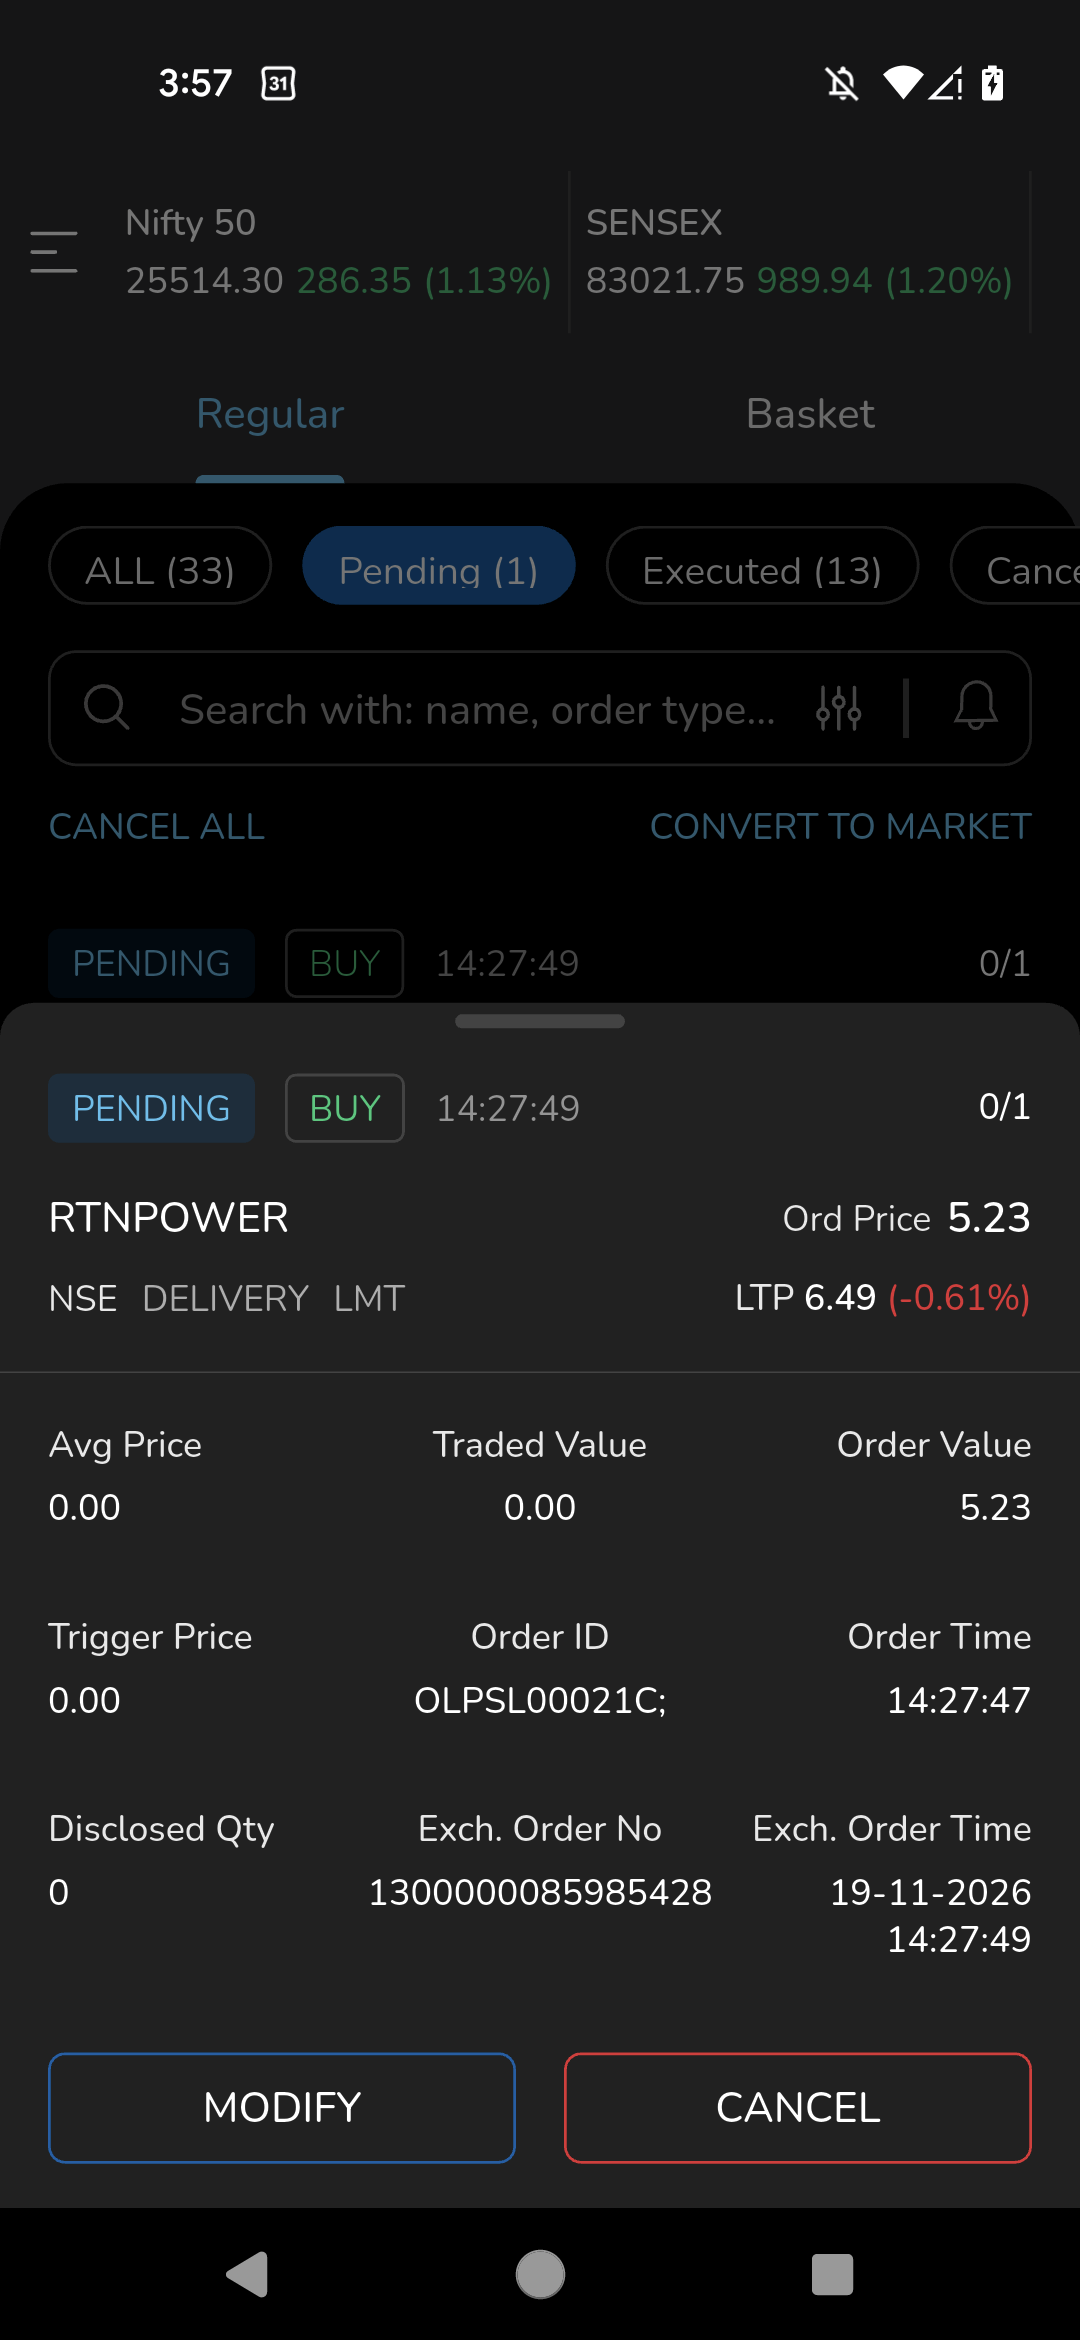 3:57 31
Nifty 50 SENSEX
25514.30 286.35 (1.13%) 83021.75 989.94 (1.20%)
Regular Basket
ALL (33) Pending (1) Executed (13) Cance
Search with: name, order type...
CANCEL ALL CONVERT TO MARKET
PENDING BUY 14:27:49 0/1
PENDING BUY 14:27:49 0/1
RTNPOWER Ord Price 5.23
NSE DELIVERY LMT LTP 6.49 (-0.61%)
Avg Price Traded Value Order Value
0.00 0.00 5.23
Trigger Price Order ID Order Time
0.00 OLPSL00021C; 14:27:47
Disclosed Qty Exch. Order No Exch. Order Time
0 1300000085985428 19-11-2026
14:27:49
MODIFY CANCEL